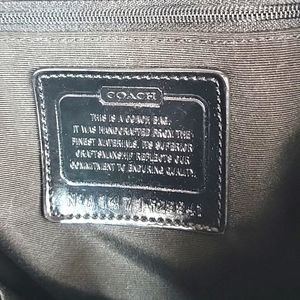 COACH
THIS IS A COACH BAG.
IT WAS HANDCRAFTED FROM THE
FINEST MATERIALS. ITS SUPERIOR
CRAFTSMANSHIP REFLECTS OUR
COMMITMENT TO ENDURING QUALITY.